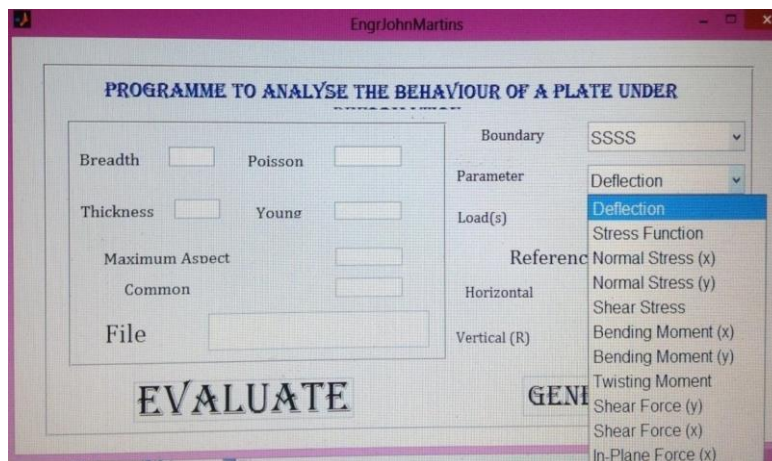 EngrJohnMartins
PROGRAMME TO ANALYSE THE BEHAVIOUR OF A PLATE UNDER
Boundary SSSS
Breadth Poisson
Parameter Deflection
Thickness Young
Load(s) Deflection
Stress Function
Maximum Aspect
Referenc Normal Stress (x)
Common
Horizontal Normal Stress (y)
Shear Stress
File
Vertical (R) Bending Moment (x)
Bending Moment (y)
EVALUATE
GENE Twisting Moment
Shear Force (y)
Shear Force (x)
In-Plane Force (x)